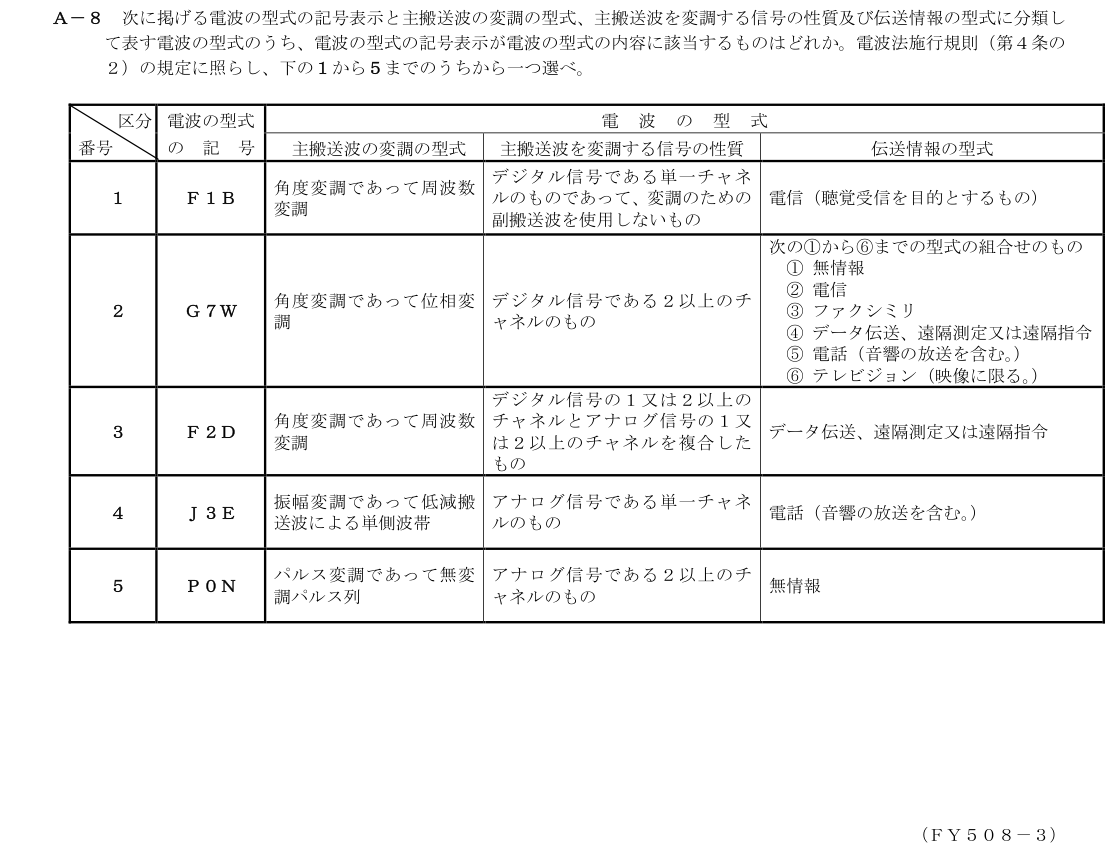 Ａ－８　次に掲げる電波の型式の記号表示と主搬送波の変調の型式、主搬送波を変調する信号の性質及び伝送情報の型式に分類し
て表す電波の型式のうち、電波の型式の記号表示が電波の型式の内容に該当するものはどれか。電波法施行規則（第４条の
２）の規定に照らし、下の１から５までのうちから一つ選べ。
区分
番号
電波の型式
の記号
電波の型式
主搬送波の変調の型式
主搬送波を変調する信号の性質
伝送情報の型式
１
Ｆ１Ｂ
角度変調であって周波数
変調
デジタル信号である単一チャネ
ルのものであって、変調のための
副搬送波を使用しないもの
電信（聴覚受信を目的とするもの）
２
Ｇ７Ｗ
角度変調であって位相変
調
デジタル信号である２以上のチ
ャネルのもの
次の①から⑥までの型式の組合せのもの
① 無情報
② 電信
③ ファクシミリ
④ データ伝送、遠隔測定又は遠隔指令
⑤ 電話（音響の放送を含む。）
⑥ テレビジョン（映像に限る。）
３
Ｆ２Ｄ
角度変調であって周波数
変調
デジタル信号の１又は２以上の
チャネルとアナログ信号の１又
は２以上のチャネルを複合した
もの
データ伝送、遠隔測定又は遠隔指令
４
Ｊ３Ｅ
振幅変調であって低減搬
送波による単側波帯
アナログ信号である単一チャネ
ルのもの
電話（音響の放送を含む。）
５
Ｐ０Ｎ
パルス変調であって無変
調パルス列
アナログ信号である２以上のチ
ャネルのもの
無情報
（ＦＹ５０８－３）